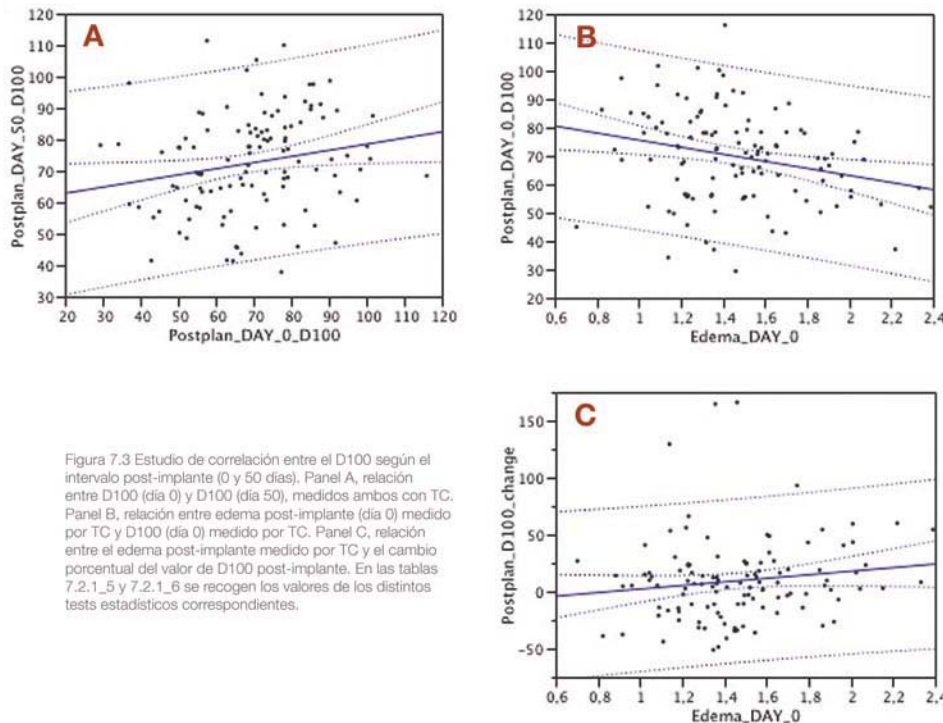 A
Postplan_DAY_50_D100
120
110
100
90
80
70
60
50
40
30
20 30 40 50 60 70 80 90 100 110 120
Postplan_DAY_0_D100
B
Postplan_DAY_0_D100
120
110
100
90
80
70
60
50
40
30
20
0,6 0,8 1 1,2 1,4 1,6 1,8 2 2,2 2,4
Edema_DAY_0
Figura 7.3 Estudio de correlación entre el D100 según el
intervalo post-implante (0 y 50 días). Panel A, relación
entre D100 (día 0) y D100 (día 50), medidos ambos con TC.
Panel B, relación entre edema post-implante (día 0) medido
por TC y D100 (día 0) medido por TC. Panel C, relación
entre el edema post-implante medido por TC y el cambio
porcentual del valor de D100 post-implante. En las tablas
7.2.1_5 y 7.2.1_6 se recogen los valores de los distintos
tests estadísticos correspondientes.
C
Postplan_D100_change
150
100
50
0
-50
0,6 0,8 1 1,2 1,4 1,6 1,8 2 2,2 2,4
Edema_DAY_0